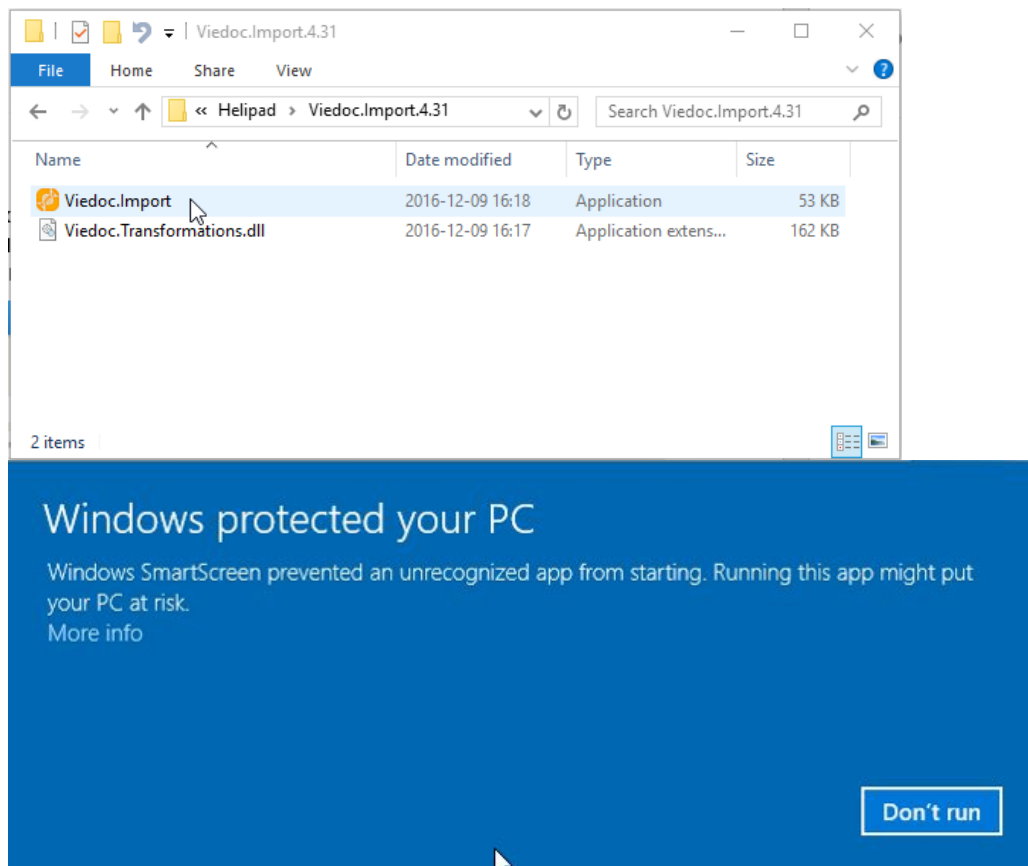 Viedoc.Import.4.31
File Home Share View
« Helipad › Viedoc.Import.4.31 Search Viedoc.Import.4.31
Name Date modified Type Size
Viedoc.Import 2016-12-09 16:18 Application 53 KB
Viedoc.Transformations.dll 2016-12-09 16:17 Application extens... 162 KB
2 items
Windows protected your PC
Windows SmartScreen prevented an unrecognized app from starting. Running this app might put
your PC at risk.
More info
Don't run